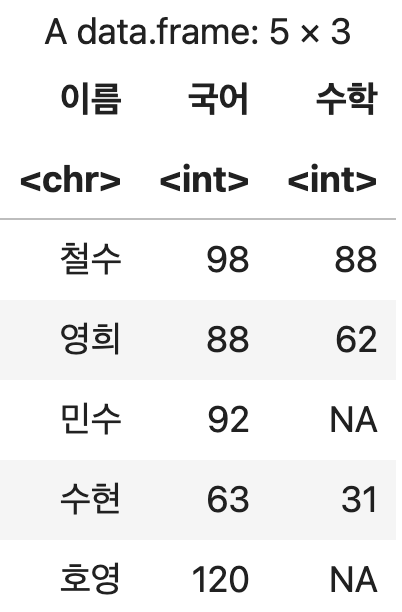 A data.frame: 5 × 3
이름 국어 수학
<chr> <int> <int>
철수 98 88
영희 88 62
민수 92 NA
수현 63 31
호영 120 NA